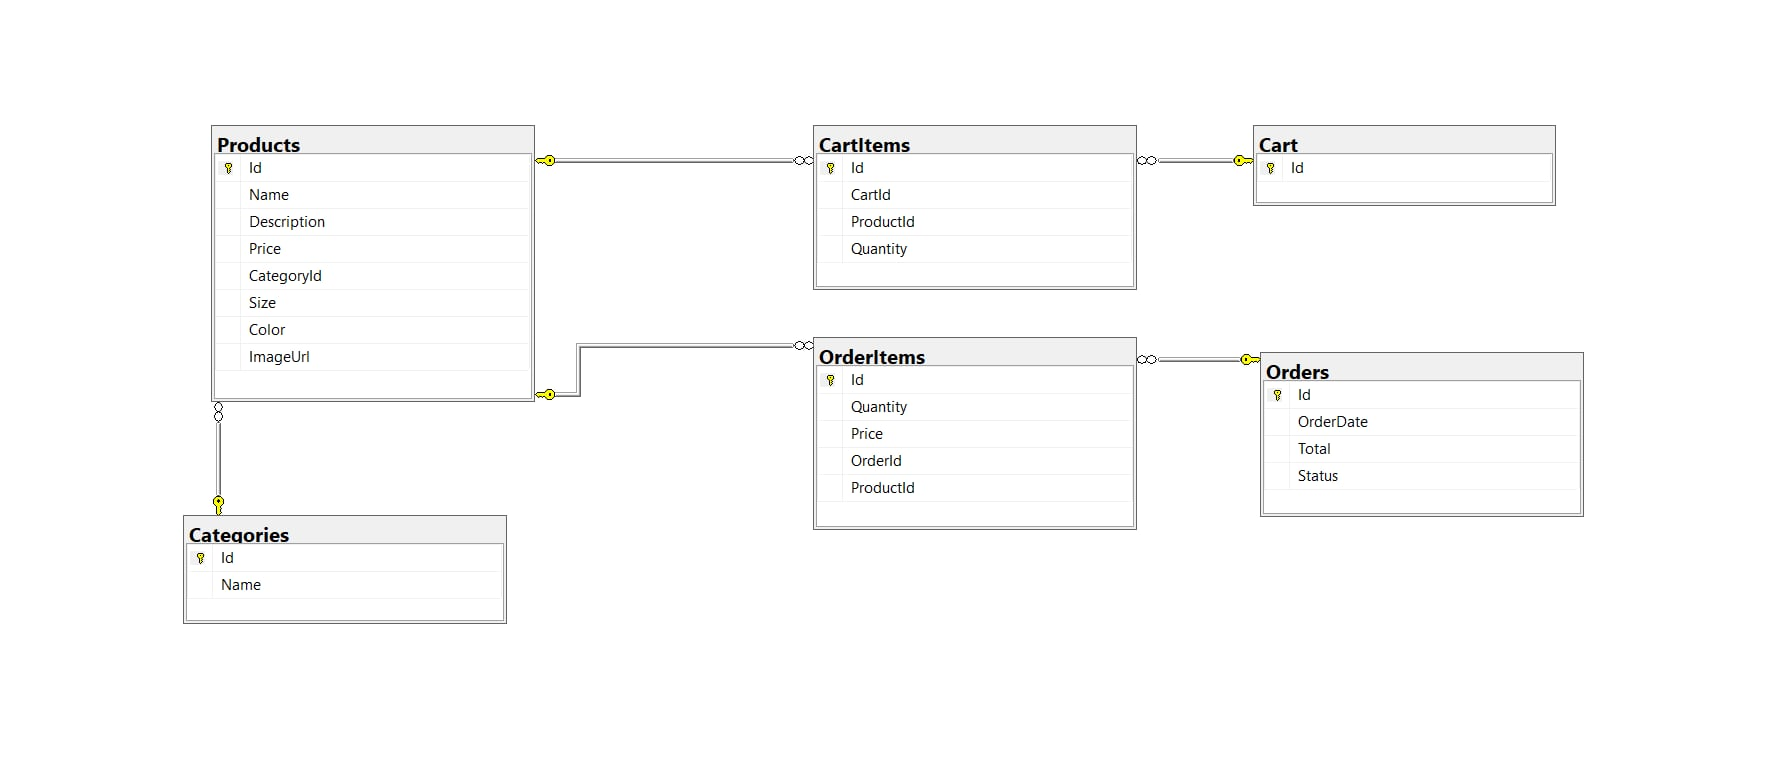 Products
Id
Name
Description
Price
CategoryId
Size
Color
ImageUrl
CartItems
Id
CartId
ProductId
Quantity
Cart
Id
OrderItems
Id
Quantity
Price
OrderId
ProductId
Orders
Id
OrderDate
Total
Status
Categories
Id
Name